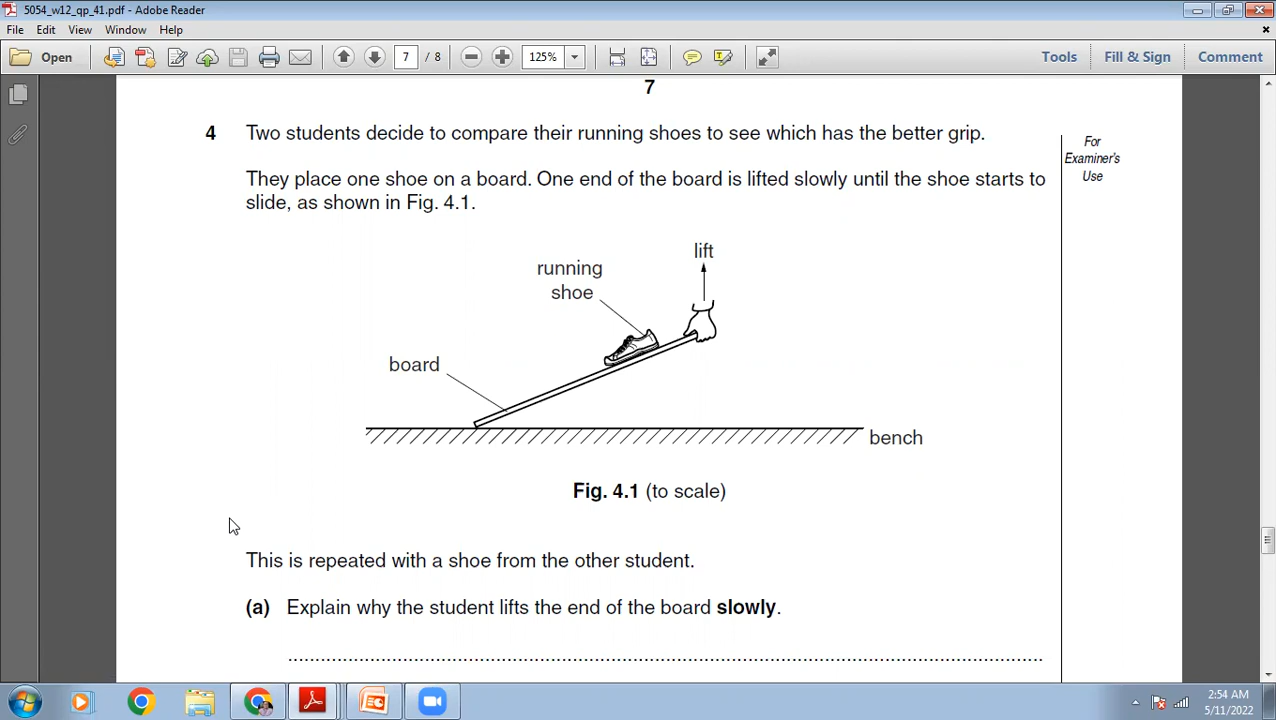 5054_w12_qp_41.pdf - Adobe Reader
File Edit View Window Help
Open 7 / 8 125% Tools Fill & Sign Comment
7
4 Two students decide to compare their running shoes to see which has the better grip.
For
Examiner's
Use
They place one shoe on a board. One end of the board is lifted slowly until the shoe starts to
slide, as shown in Fig. 4.1.
lift
running
shoe
board
bench
Fig. 4.1 (to scale)
This is repeated with a shoe from the other student.
(a) Explain why the student lifts the end of the board slowly.
2:54 AM
5/11/2022